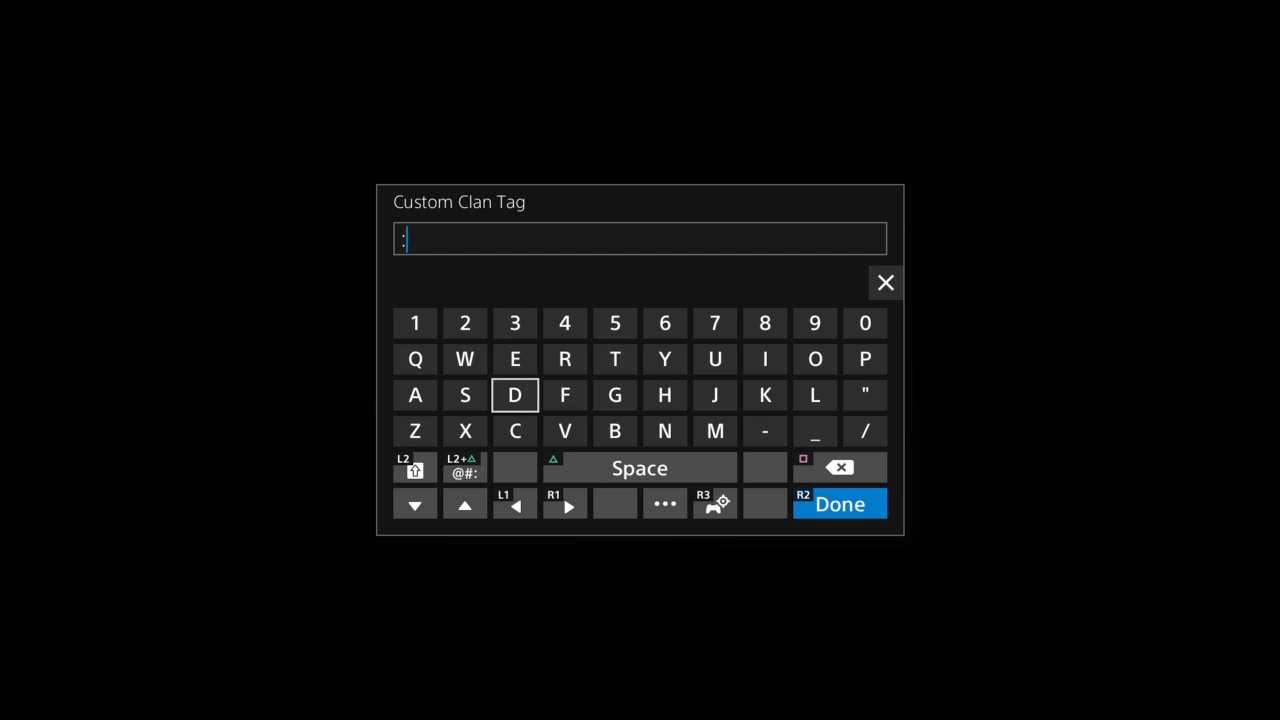 Custom Clan Tag
:
1 2 3 4 5 6 7 8 9 0
Q W E R T Y U I O P
A S D F G H J K L "
Z X C V B N M - _ /
L2 L2+△ @#: △ Space
L1 R1 ... R3 R2 Done